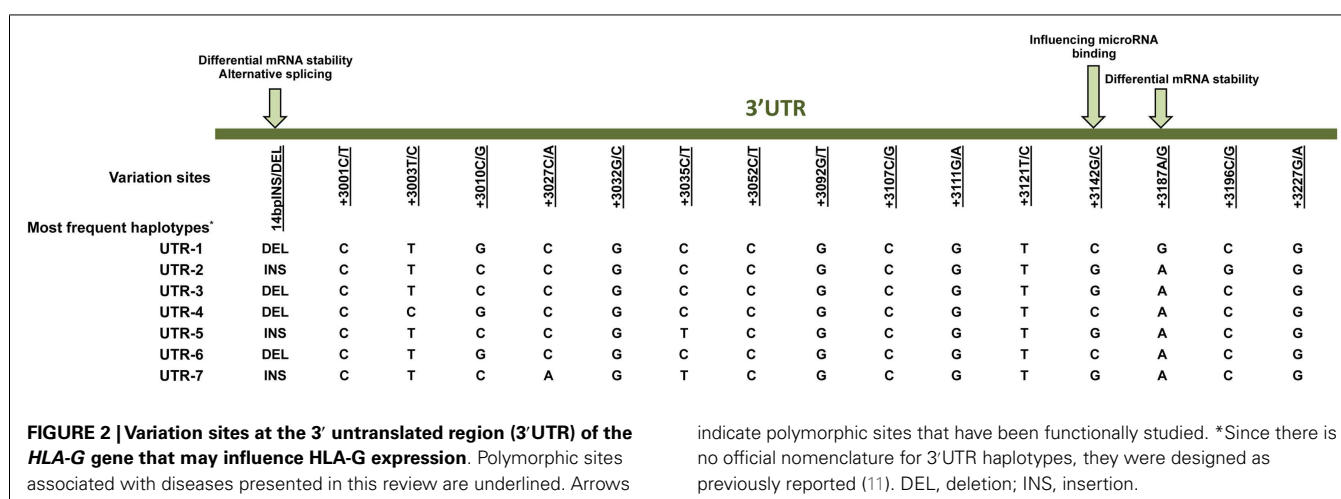 Differential mRNA stability
Alternative splicing
Influencing microRNA
binding
Differential mRNA stability
3'UTR
Variation sites
14bpINS/DEL +3001C/T +3003T/C +3010C/G +3027C/A +3032G/C +3035C/T +3052C/T +3092G/T +3107C/G +3111G/A +3121T/C +3142G/C +3187A/G +3196C/G +3227G/A
Most frequent haplotypes*
UTR-1 DEL C T G C G C C G C G T C G C G
UTR-2 INS C T C C G C C G C G T G A G G
UTR-3 DEL C T C C G C C G C G T G A C G
UTR-4 DEL C C G C G C C G C G T C A C G
UTR-5 INS C T C C G T C G C G T G A C G
UTR-6 DEL C T G C G C C G C G T C A C G
UTR-7 INS C T C A G T C G C G T G A C G
FIGURE 2 | Variation sites at the 3′ untranslated region (3′UTR) of the
HLA-G gene that may influence HLA-G expression. Polymorphic sites
associated with diseases presented in this review are underlined. Arrows
indicate polymorphic sites that have been functionally studied. *Since there is
no official nomenclature for 3′UTR haplotypes, they were designed as
previously reported (11). DEL, deletion; INS, insertion.